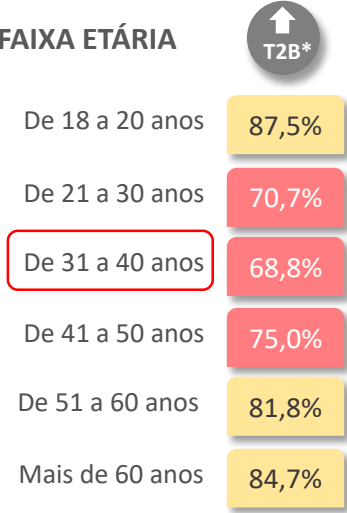 FAIXA ETÁRIA
T2B*
De 18 a 20 anos 87,5%
De 21 a 30 anos 70,7%
De 31 a 40 anos 68,8%
De 41 a 50 anos 75,0%
De 51 a 60 anos 81,8%
Mais de 60 anos 84,7%